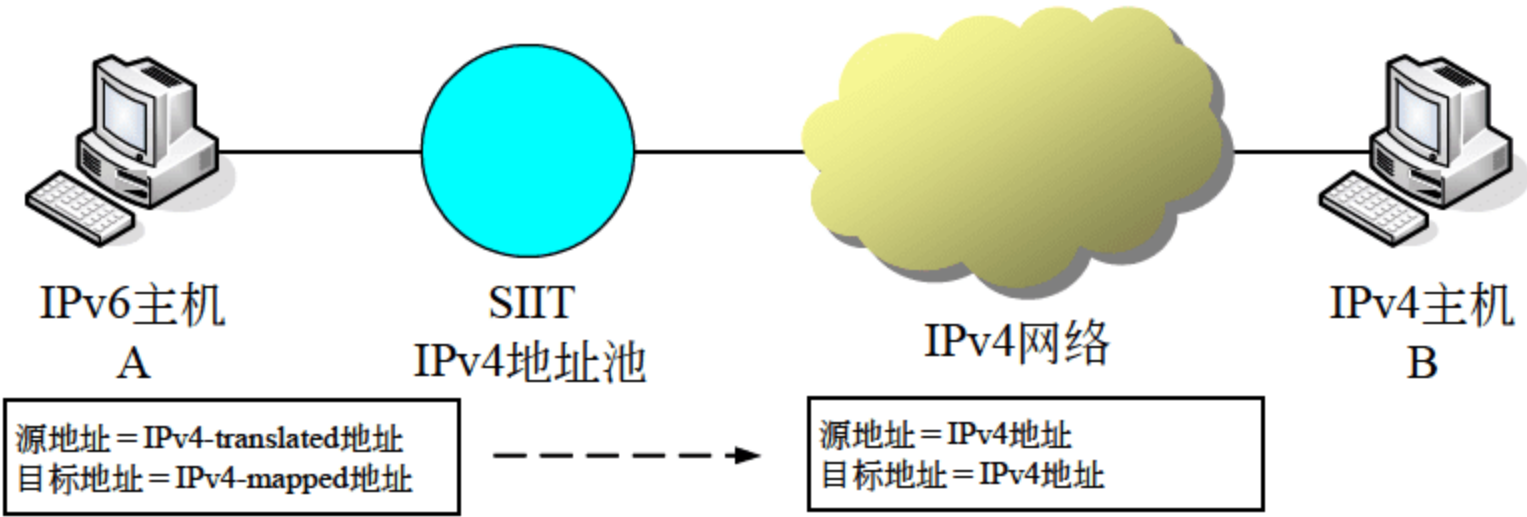 IPv6主机
A
SIIT
IPv4地址池
IPv4网络
IPv4主机
B
源地址＝IPv4-translated地址
目标地址＝IPv4-mapped地址
源地址＝IPv4地址
目标地址＝IPv4地址